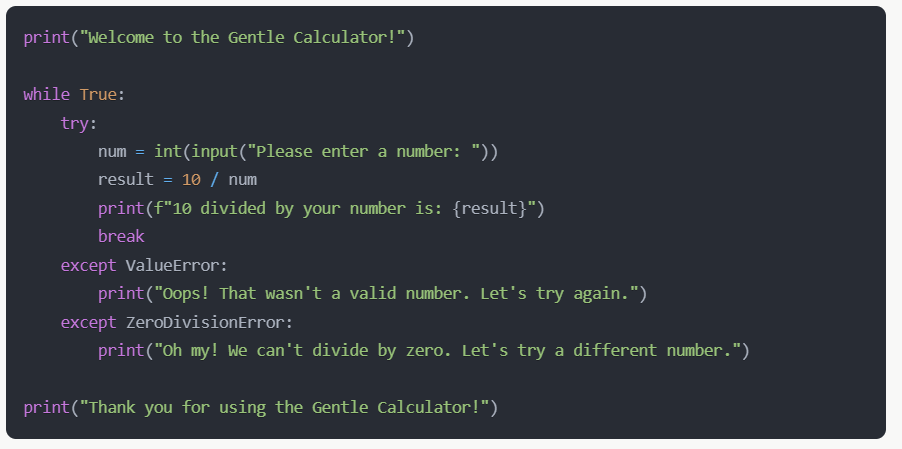 print("Welcome to the Gentle Calculator!")

while True:
    try:
        num = int(input("Please enter a number: "))
        result = 10 / num
        print(f"10 divided by your number is: {result}")
        break
    except ValueError:
        print("Oops! That wasn't a valid number. Let's try again.")
    except ZeroDivisionError:
        print("Oh my! We can't divide by zero. Let's try a different number.")

print("Thank you for using the Gentle Calculator!")